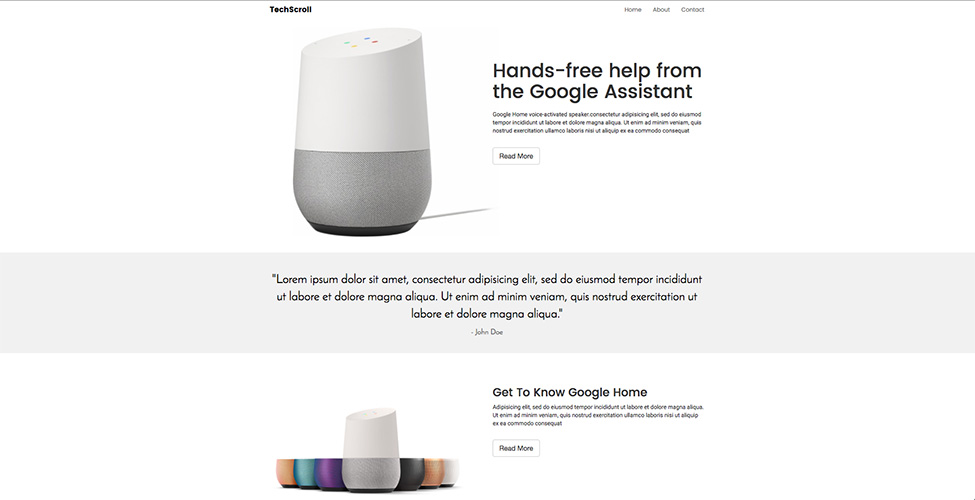 TechScroll
Home About Contact
Hands-free help from
the Google Assistant
Google Home voice-activated speaker.consectetur adipisicing elit, sed do eiusmod
tempor incididunt ut labore et dolore magna aliqua. Ut enim ad minim veniam, quis
nostrud exercitation ullamco laboris nisi ut aliquip ex ea commodo consequat
Read More
"Lorem ipsum dolor sit amet, consectetur adipisicing elit, sed do eiusmod tempor incididunt
ut labore et dolore magna aliqua. Ut enim ad minim veniam, quis nostrud exercitation ut
labore et dolore magna aliqua."
- John Doe
Get To Know Google Home
Adipisicing elit, sed do eiusmod tempor incididunt ut labore et dolore magna aliqua.
Ut enim ad minim veniam, quis nostrud exercitation ullamco laboris nisi ut aliquip
ex ea commodo consequat
Read More